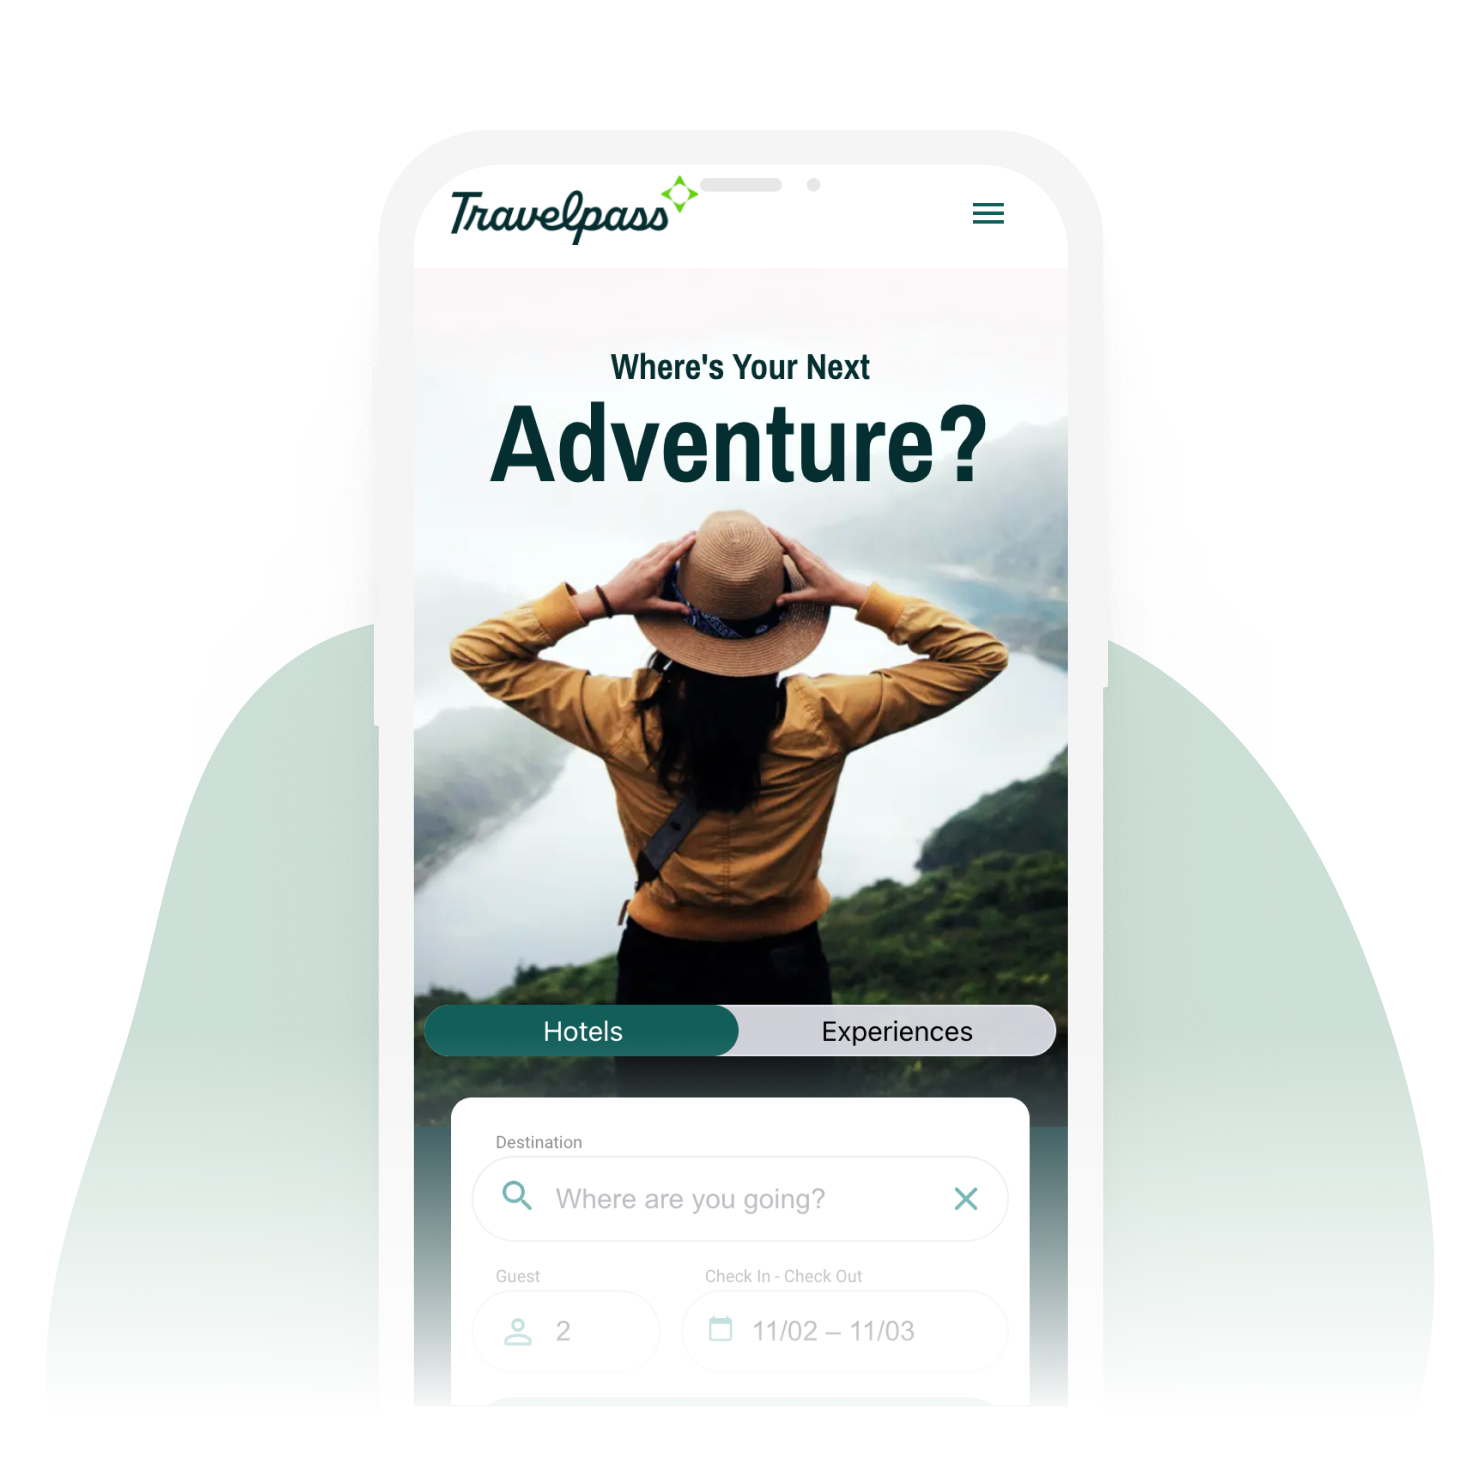 Travelpass
Where's Your Next
Adventure?
Hotels Experiences
Destination
Where are you going?
Guest Check In - Check Out
2 11/02 – 11/03